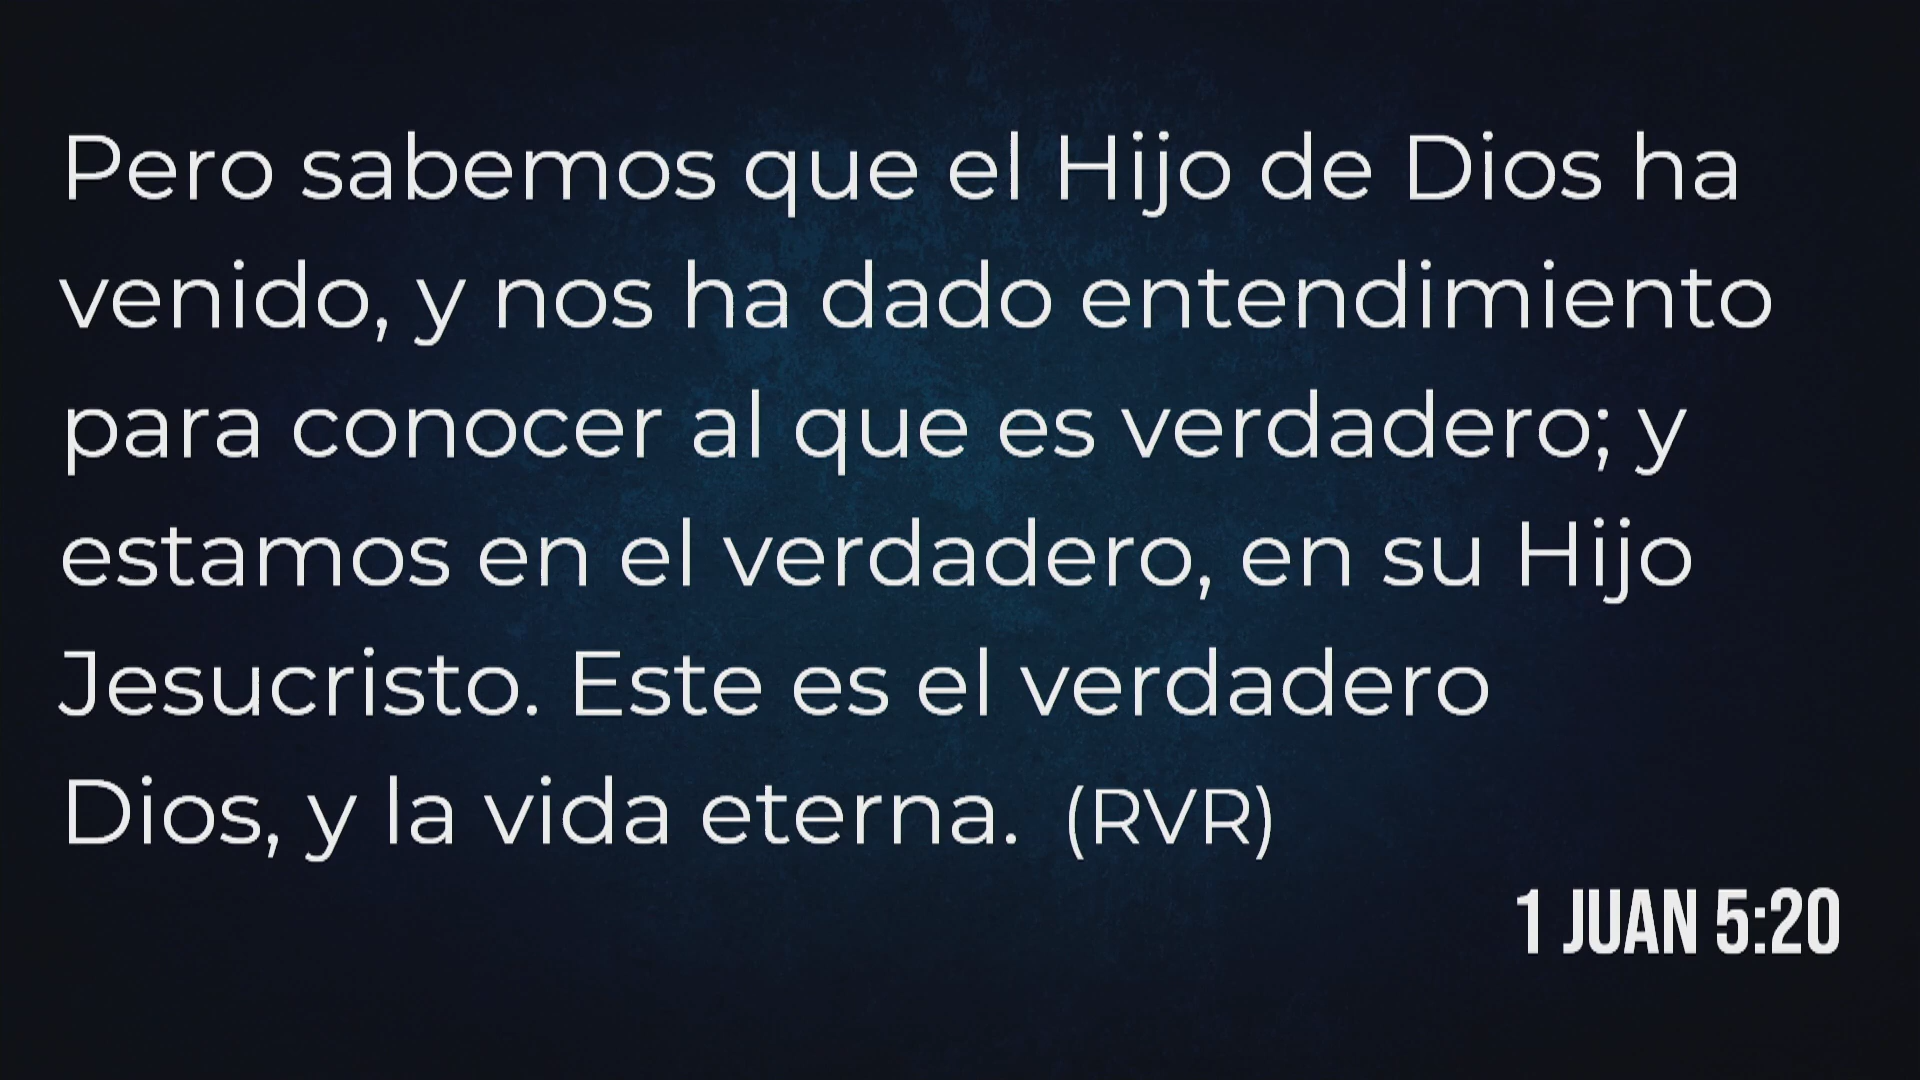 Pero sabemos que el Hijo de Dios ha
venido, y nos ha dado entendimiento
para conocer al que es verdadero; y
estamos en el verdadero, en su Hijo
Jesucristo. Este es el verdadero
Dios, y la vida eterna. (RVR)
1 JUAN 5:20